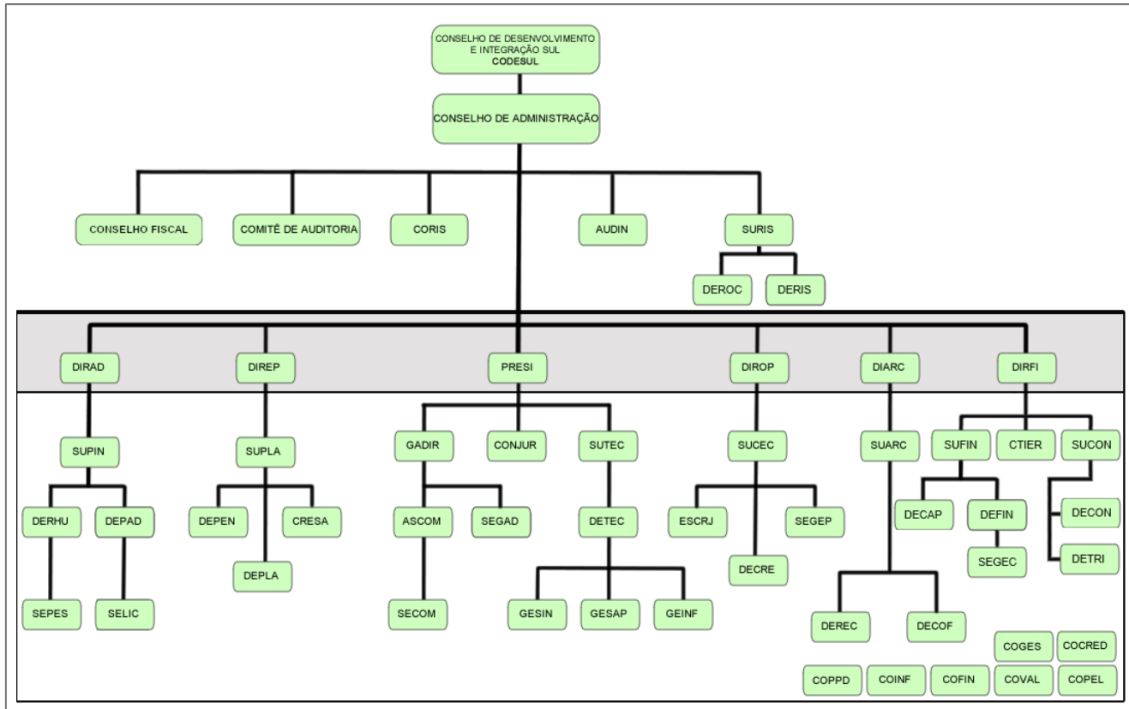 CONSELHO DE DESENVOLVIMENTO
E INTEGRAÇÃO SUL
CODESUL
CONSELHO DE ADMINISTRAÇÃO
CONSELHO FISCAL
COMITÊ DE AUDITORIA
CORIS
AUDIN
SURIS
DEROC
DERIS
DIRAD
DIREP
PRESI
DIROP
DIARC
DIRFI
SUPIN
SUPLA
GADIR
CONJUR
SUTEC
SUCEC
SUARC
SUFIN
CTIER
SUCON
DERHU
DEPAD
DEPEN
CRESA
ASCOM
SEGAD
DETEC
ESCRJ
SEGEP
DECAP
DEFIN
DECON
DEPLA
DECRE
SEGEC
DETRI
SEPES
SELIC
SECOM
GESIN
GESAP
GEINF
DEREC
DECOF
COGES
COCRED
COPPD
COINF
COFIN
COVAL
COPEL